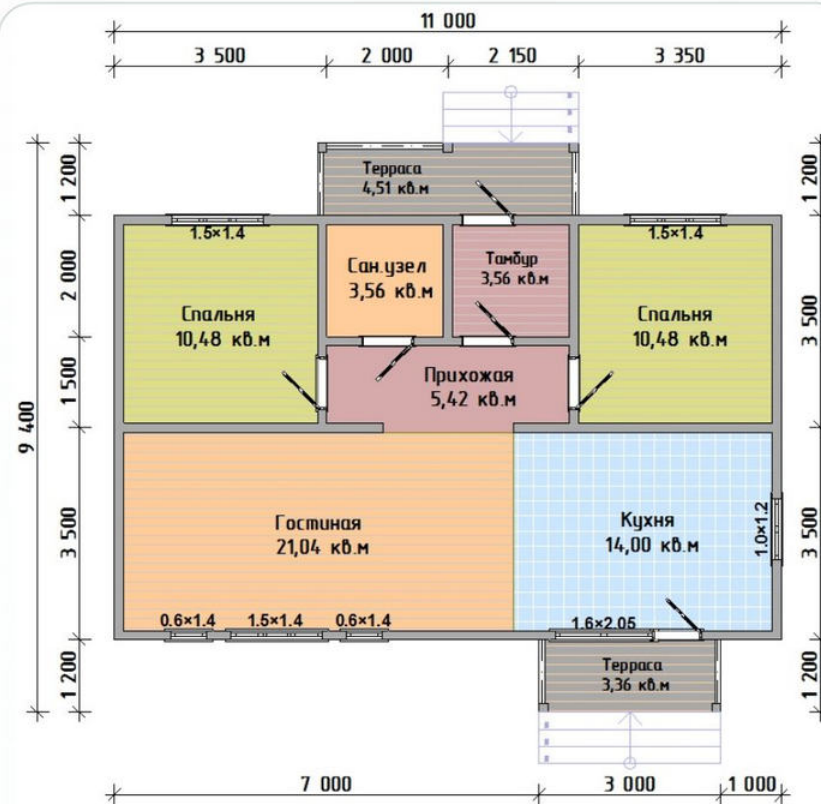 11 000
3 500
2 000
2 150
3 350
1 200
Терраса
4,51 кв.м
1 200
1.5×1.4
1.5×1.4
2 000
Сан.узел
3,56 кв.м
Тамбур
3,56 кв.м
Спальня
10,48 кв.м
Спальня
10,48 кв.м
3 500
1 500
Прихожая
5,42 кв.м
9 400
3 500
Гостиная
21,04 кв.м
Кухня
14,00 кв.м
1.0×1.2
3 500
0.6×1.4
1.5×1.4
0.6×1.4
1.6×2.05
1 200
Терраса
3,36 кв.м
1 200
7 000
3 000
1 000